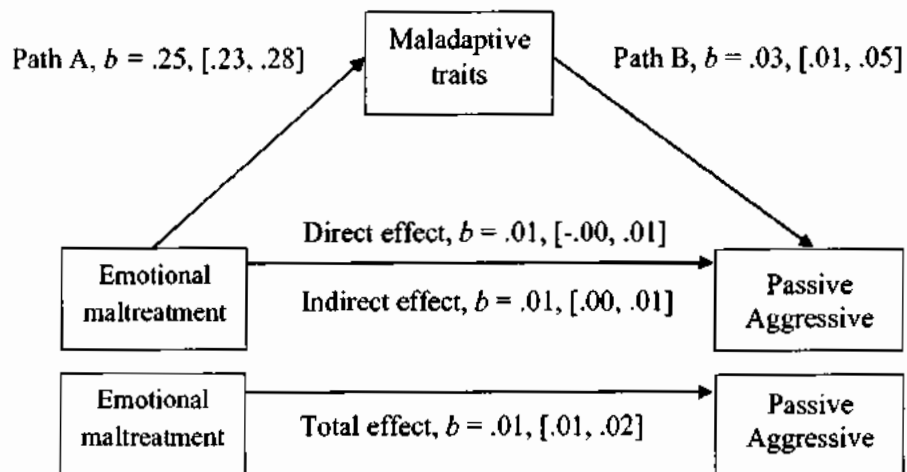 Path A, b = .25, [.23, .28]
Maladaptive
traits
Path B, b = .03, [.01, .05]
Direct effect, b = .01, [-.00, .01]
Emotional
maltreatment
Indirect effect, b = .01, [.00, .01]
Passive
Aggressive
Emotional
maltreatment
Total effect, b = .01, [.01, .02]
Passive
Aggressive